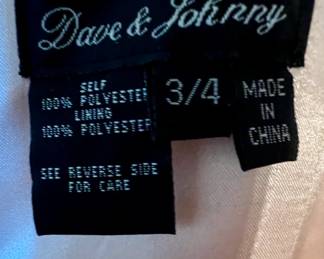 Dave & Johnny
SELF
100% POLYESTER
LINING
100% POLYESTER
SEE REVERSE SIDE
FOR CARE
3/4
MADE
IN
CHINA